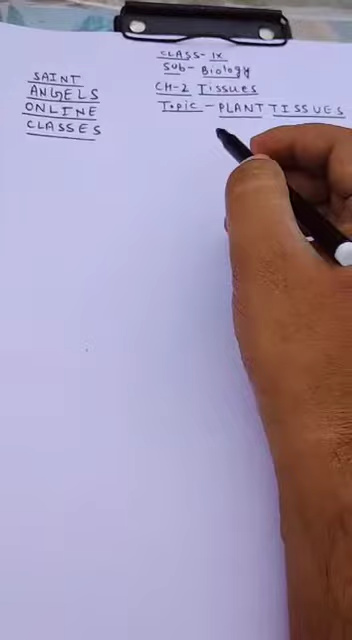 SAINT
ANGELS
ONLINE
CLASSES
CLASS- IX
Sub- Biology
CH-2 Tissues
Topic - PLANT TISSUES